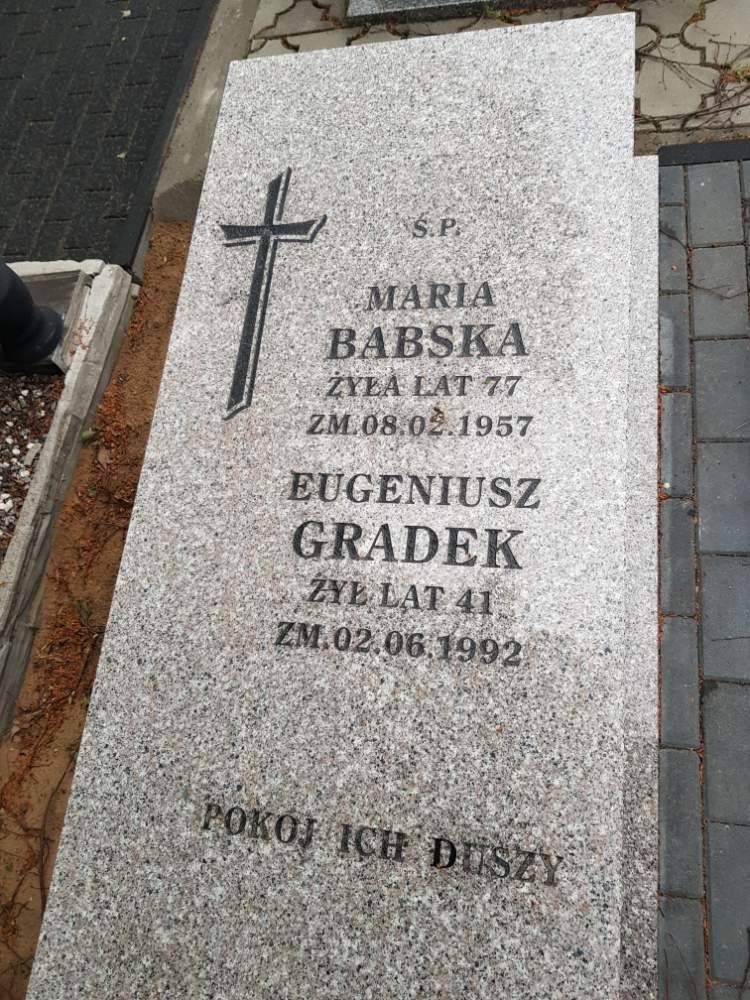 Ś.P.
MARIA
BABSKA
ŻYŁA LAT 77
ZM.08.02.1957
EUGENIUSZ
GRADEK
ŻYŁ LAT 41
ZM.02.06.1992
POKOJ ICH DUSZY